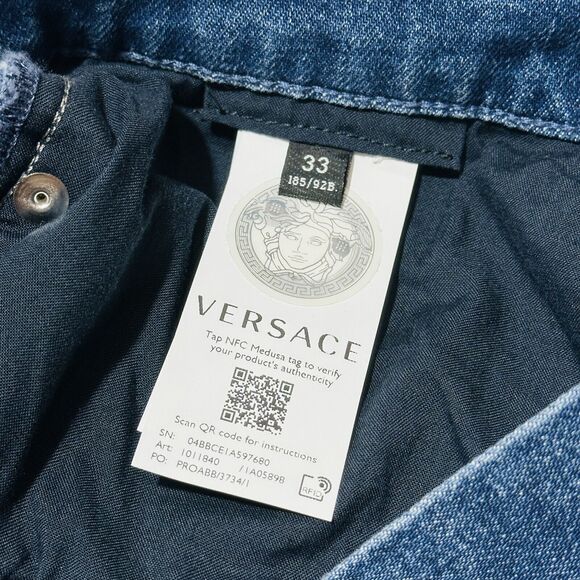 33
185/92B
VERSACE
Tap NFC Medusa tag to verify
your product's authenticity
Scan QR code for instructions
SN: 04BBCE1A597680
Art: 1011840 /1A0589B
PO: PROABB/3734/1
RFID